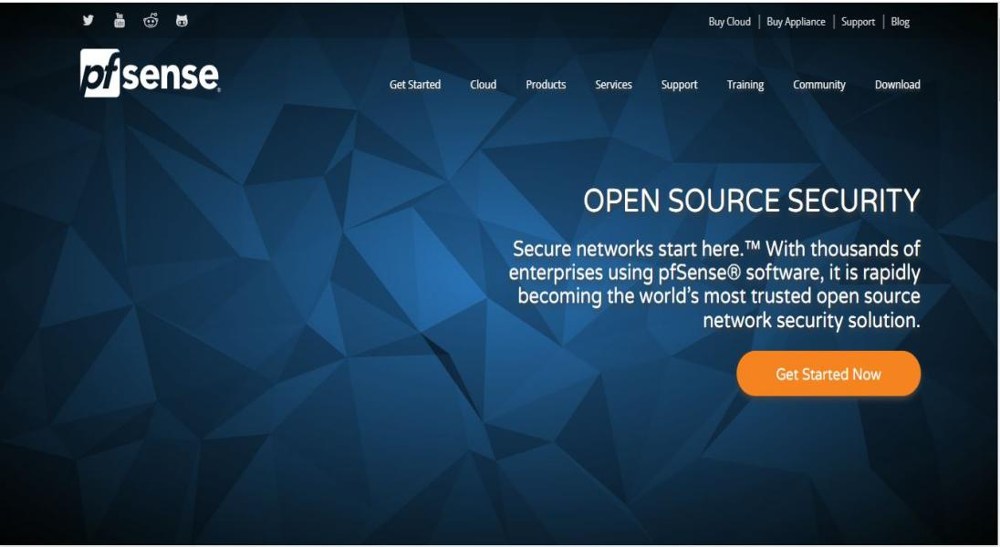 You Tube
Buy Cloud | Buy Appliance | Support | Blog
pfsense®
Get Started Cloud Products Services Support Training Community Download
OPEN SOURCE SECURITY
Secure networks start here.™ With thousands of
enterprises using pfSense® software, it is rapidly
becoming the world's most trusted open source
network security solution.
Get Started Now